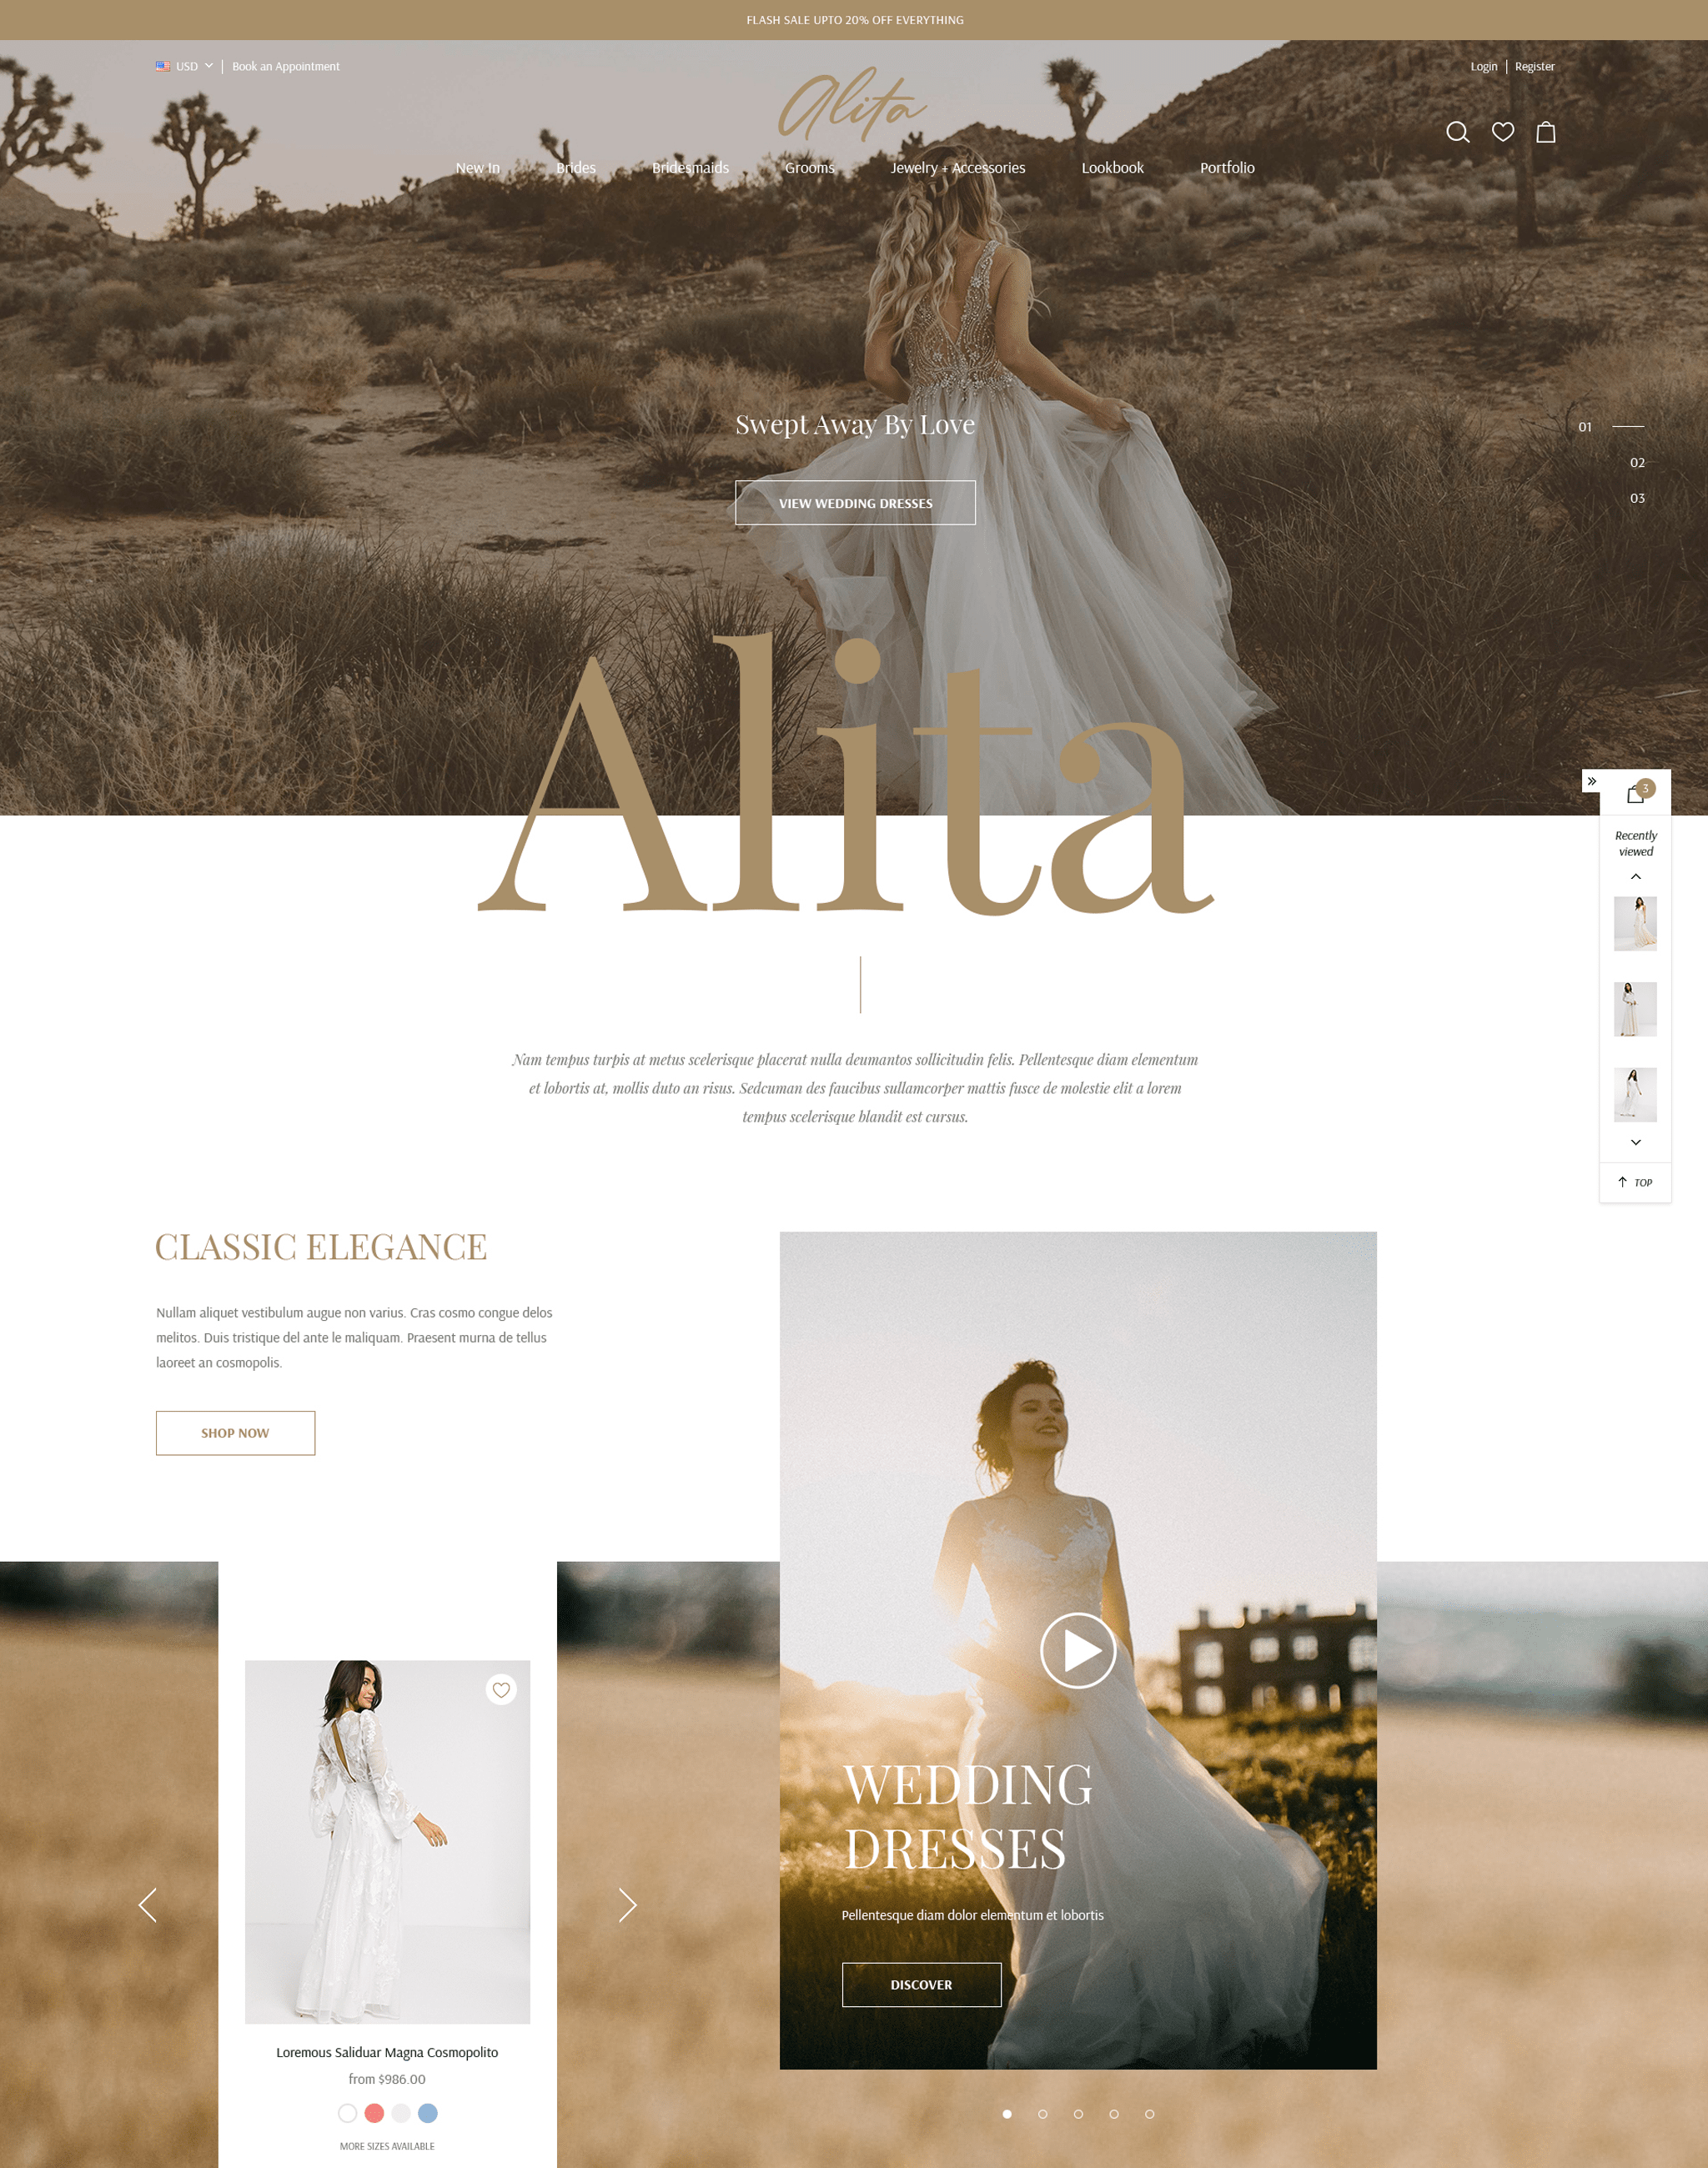 FLASH SALE UPTO 20% OFF EVERYTHING
USD
Book an Appointment
Login
Register
Alita
New In
Brides
Bridesmaids
Grooms
Jewelry + Accessories
Lookbook
Portfolio
Swept Away By Love
VIEW WEDDING DRESSES
01
02
03
Alita
3
Recently
viewed
TOP
Nam tempus turpis at metus scelerisque placerat nulla deumantos sollicitudin felis. Pellentesque diam elementum
et lobortis at, mollis duto an risus. Sedcuman des faucibus sullamcorper mattis fusce de molestie elit a lorem
tempus scelerisque blandit est cursus.
CLASSIC ELEGANCE
Nullam aliquet vestibulum augue non varius. Cras cosmo congue delos
melitos. Duis tristique del ante le maliquam. Praesent murna de tellus
laoreet an cosmopolis.
SHOP NOW
WEDDING
DRESSES
Pellentesque diam dolor elementum et lobortis
DISCOVER
Loremous Saliduar Magna Cosmopolito
from $986.00
MORE SIZES AVAILABLE